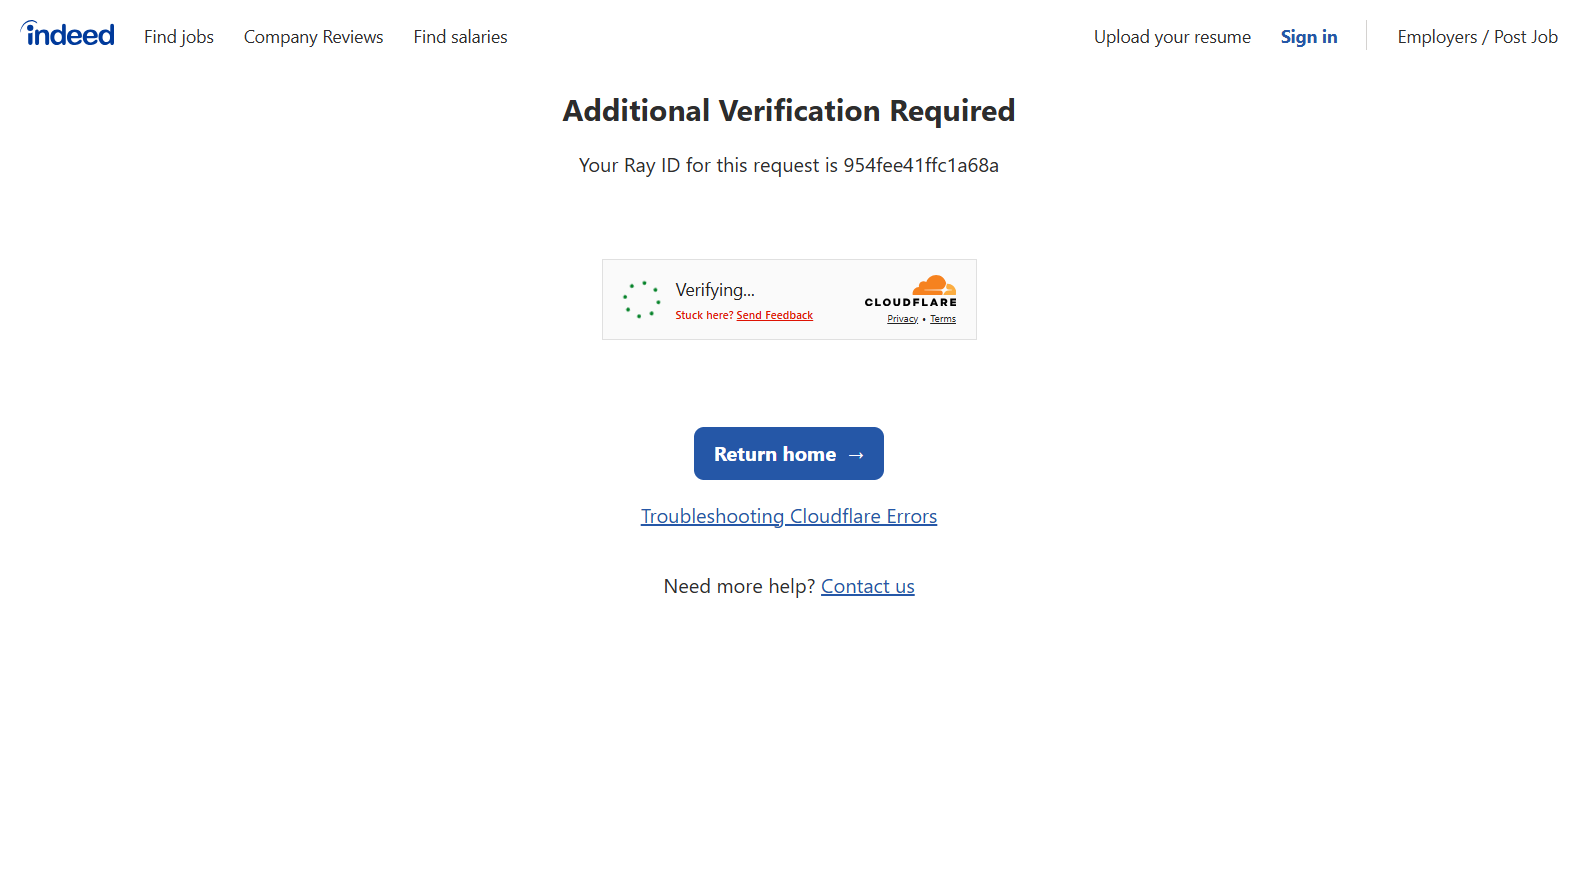 indeed Find jobs Company Reviews Find salaries Upload your resume Sign in Employers / Post Job
Additional Verification Required
Your Ray ID for this request is 954fee41ffc1a68a
Verifying...
Stuck here? Send Feedback
CLOUDFLARE
Privacy • Terms
Return home →
Troubleshooting Cloudflare Errors
Need more help? Contact us